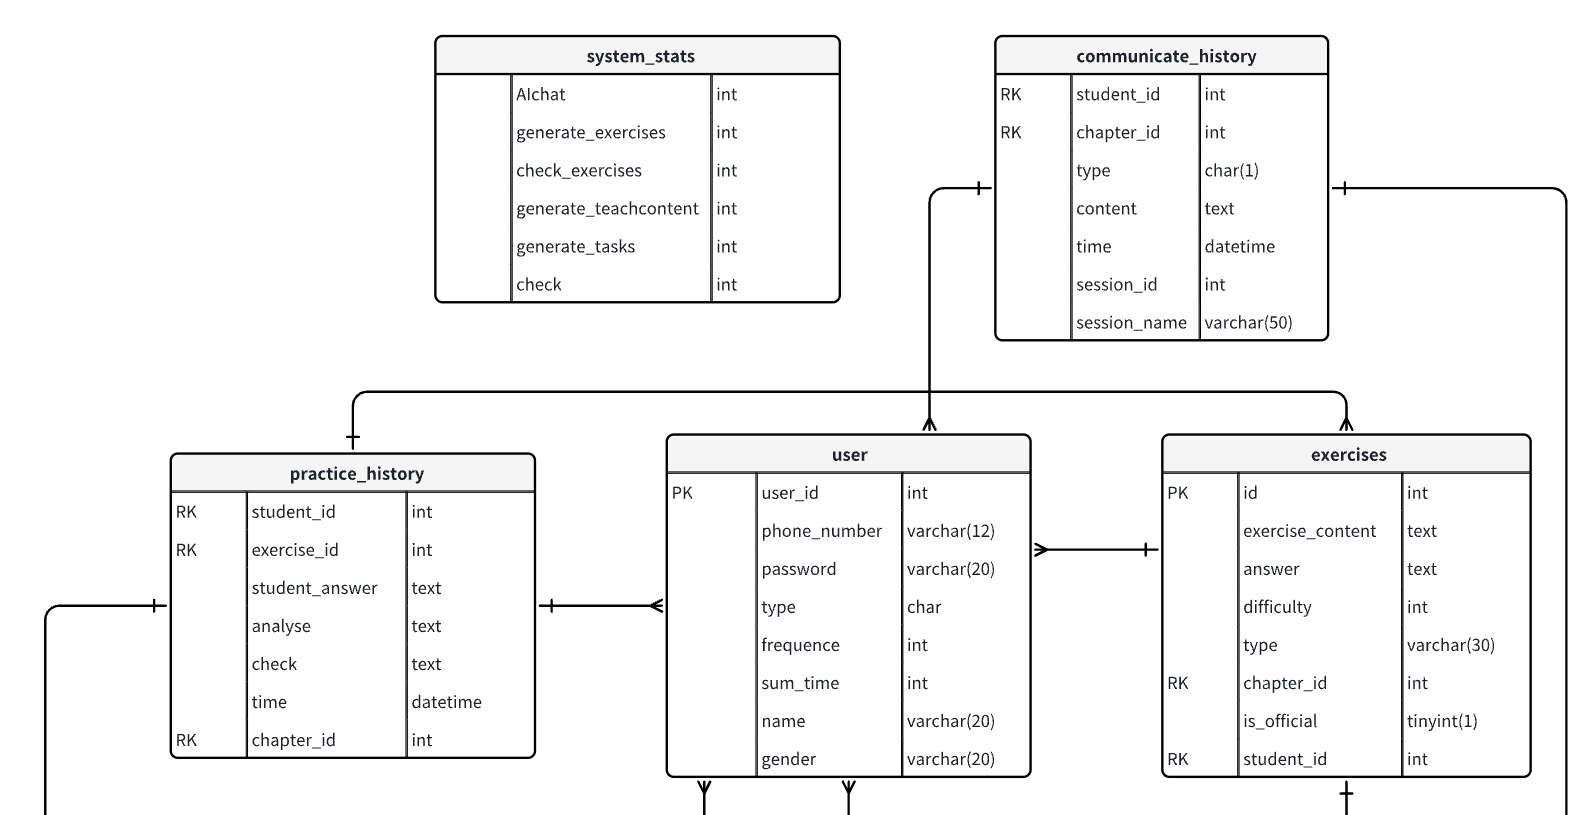 system_stats
AIchat int
generate_exercises int
check_exercises int
generate_teachcontent int
generate_tasks int
check int
communicate_history
RK student_id int
RK chapter_id int
type char(1)
content text
time datetime
session_id int
session_name varchar(50)
practice_history
RK student_id int
RK exercise_id int
student_answer text
analyse text
check text
time datetime
RK chapter_id int
user
PK user_id int
phone_number varchar(12)
password varchar(20)
type char
frequence int
sum_time int
name varchar(20)
gender varchar(20)
exercises
PK id int
exercise_content text
answer text
difficulty int
type varchar(30)
RK chapter_id int
is_official tinyint(1)
RK student_id int